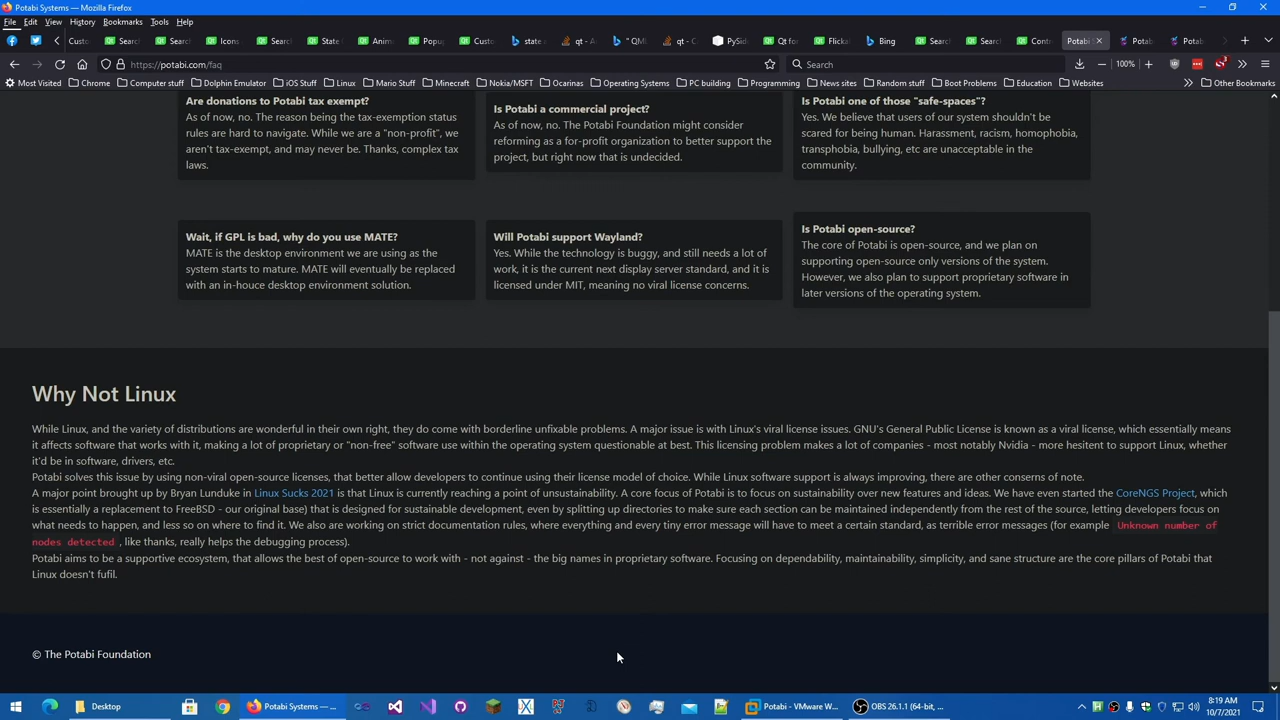 Potabi Systems — Mozilla Firefox
File Edit View History Bookmarks Tools Help
Custo Searc Searc Icons Searc State Anim Popu Custo state qt - " QML qt - C PySid Qt for Flicka Bing Searc Searc Contr Potabi Potab Potab
https://potabi.com/faq 100% Search
Most Visited Chrome Computer stuff Dolphin Emulator iOS Stuff Linux Mario Stuff Minecraft Nokia/MSFT Ocarinas Operating Systems PC building Programming News sites Random stuff Boot Problems Education Websites Other Bookmarks
Are donations to Potabi tax exempt?
As of now, no. The reason being the tax-exemption status
rules are hard to navigate. While we are a "non-profit", we
aren't tax-exempt, and may never be. Thanks, complex tax
laws.
Is Potabi a commercial project?
As of now, no. The Potabi Foundation might consider
reforming as a for-profit organization to better support the
project, but right now that is undecided.
Is Potabi one of those "safe-spaces"?
Yes. We believe that users of our system shouldn't be
scared for being human. Harassment, racism, homophobia,
transphobia, bullying, etc are unacceptable in the
community.
Wait, if GPL is bad, why do you use MATE?
MATE is the desktop environment we are using as the
system starts to mature. MATE will eventually be replaced
with an in-houce desktop environment solution.
Will Potabi support Wayland?
Yes. While the technology is buggy, and still needs a lot of
work, it is the current next display server standard, and it is
licensed under MIT, meaning no viral license concerns.
Is Potabi open-source?
The core of Potabi is open-source, and we plan on
supporting open-source only versions of the system.
However, we also plan to support proprietary software in
later versions of the operating system.
Why Not Linux
While Linux, and the variety of distributions are wonderful in their own right, they do come with borderline unfixable problems. A major issue is with Linux's viral license issues. GNU's General Public License is known as a viral license, which essentially means
it affects software that works with it, making a lot of proprietary or "non-free" software use within the operating system questionable at best. This licensing problem makes a lot of companies - most notably Nvidia - more hesitent to support Linux, whether
it'd be in software, drivers, etc.
Potabi solves this issue by using non-viral open-source licenses, that better allow developers to continue using their license model of choice. While Linux software support is always improving, there are other conserns of note.
A major point brought up by Bryan Lunduke in Linux Sucks 2021 is that Linux is currently reaching a point of unsustainability. A core focus of Potabi is to focus on sustainability over new features and ideas. We have even started the CoreNGS Project, which
is essentially a replacement to FreeBSD - our original base) that is designed for sustainable development, even by splitting up directories to make sure each section can be maintained independently from the rest of the source, letting developers focus on
what needs to happen, and less so on where to find it. We also are working on strict documentation rules, where everything and every tiny error message will have to meet a certain standard, as terrible error messages (for example Unknown number of
nodes detected , like thanks, really helps the debugging process).
Potabi aims to be a supportive ecosystem, that allows the best of open-source to work with - not against - the big names in proprietary software. Focusing on dependability, maintainability, simplicity, and sane structure are the core pillars of Potabi that
Linux doesn't fufil.
© The Potabi Foundation
Desktop Potabi Systems — ... Potabi - VMware W... OBS 26.1.1 (64-bit, ... 8:19 AM
10/7/2021